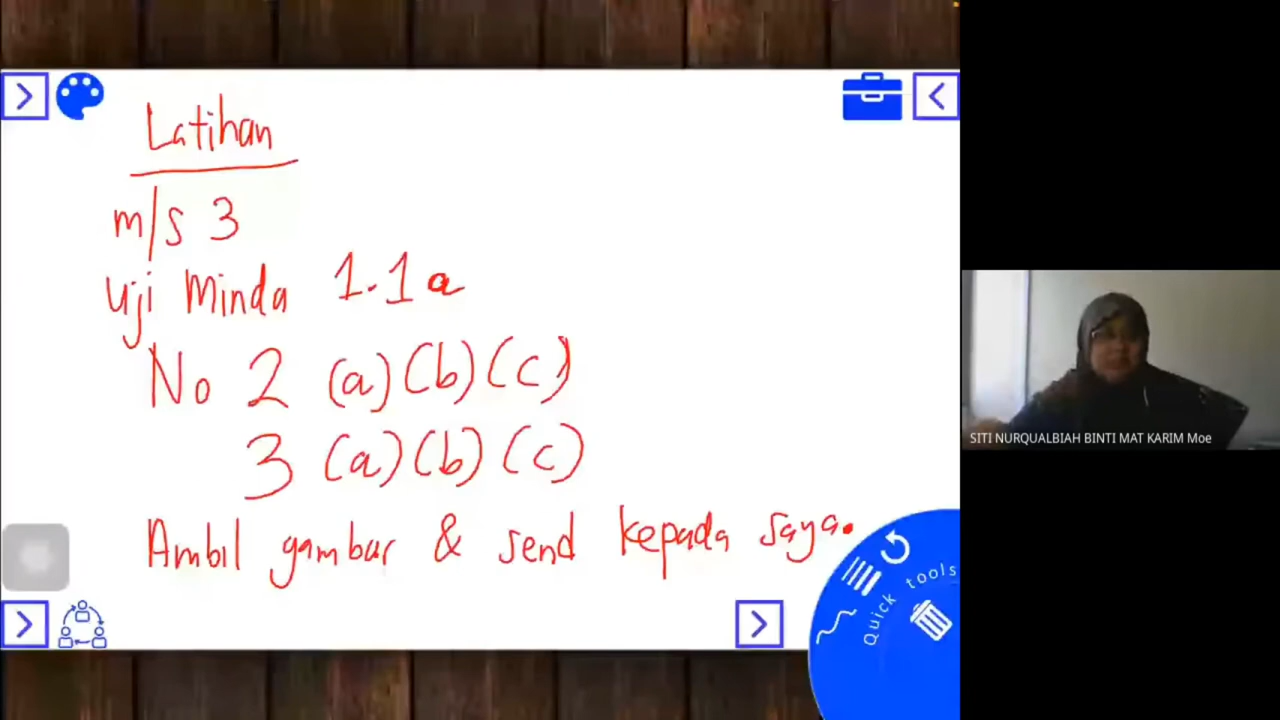 Latihan
m/s 3
Uji Minda 1.1a
No 2 (a)(b)(c)
3 (a)(b)(c)
Ambil gambar & send kepada saya.
Quick tools
SITI NURQUALBIAH BINTI MAT KARIM Moe